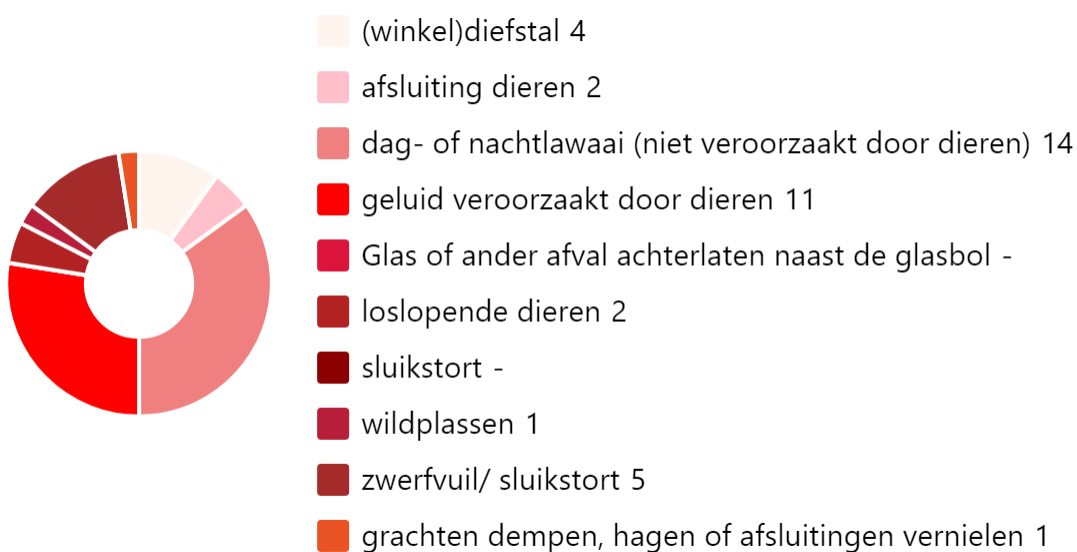 (winkel)diefstal 4
afsluiting dieren 2
dag- of nachtlawaai (niet veroorzaakt door dieren) 14
geluid veroorzaakt door dieren 11
Glas of ander afval achterlaten naast de glasbol -
loslopende dieren 2
sluikstort -
wildplassen 1
zwerfvuil/ sluikstort 5
grachten dempen, hagen of afsluitingen vernielen 1